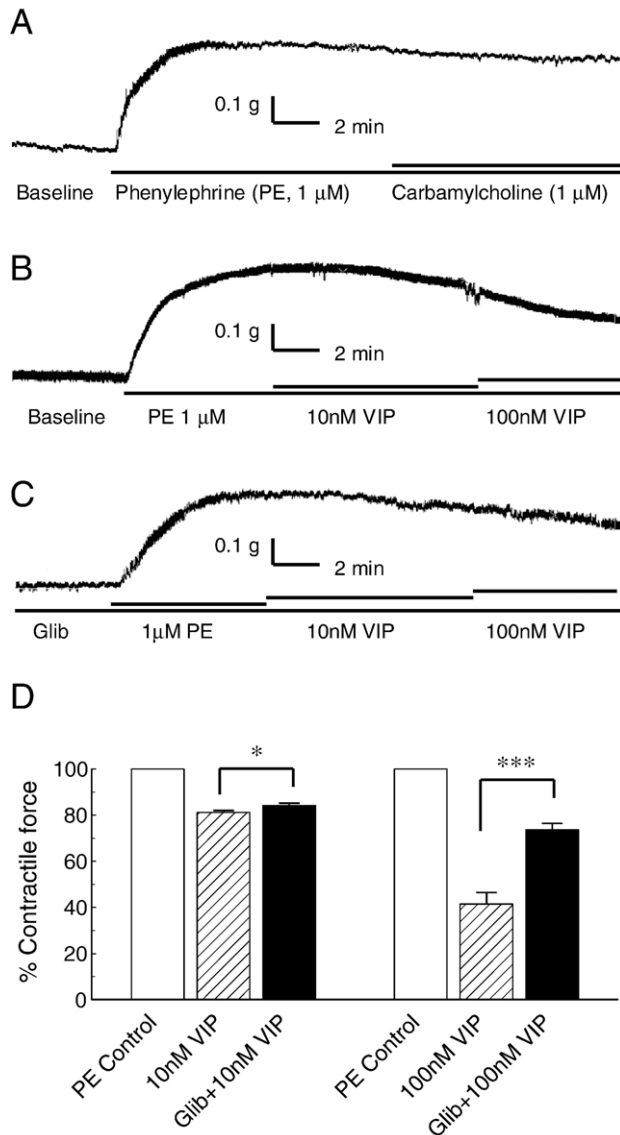 A
0.1 g
2 min
Baseline Phenylephrine (PE, 1 μM) Carbamylcholine (1 μM)
B
0.1 g
2 min
Baseline PE 1 μM 10nM VIP 100nM VIP
C
0.1 g
2 min
Glib 1μM PE 10nM VIP 100nM VIP
D
% Contractile force
100
80
60
40
20
0
*
***
PE Control
10nM VIP
Glib+10nM VIP
PE Control
100nM VIP
Glib+100nM VIP